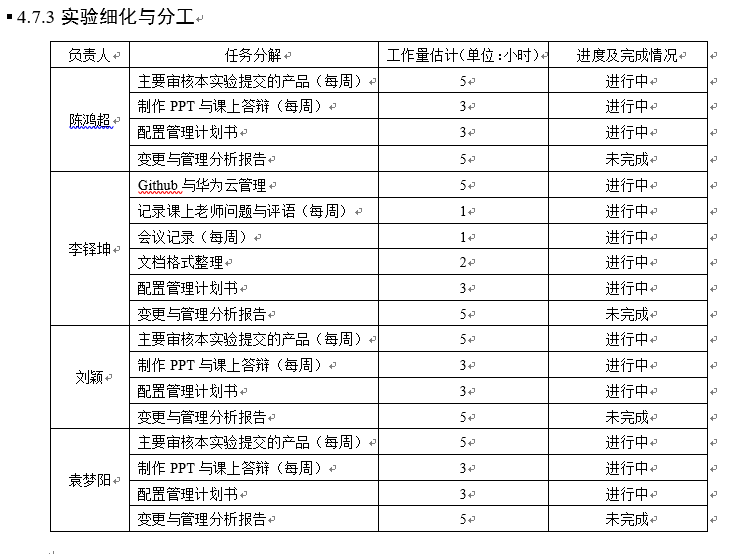 4.7.3 实验细化与分工
负责人 任务分解 工作量估计(单位:小时) 进度及完成情况
陈鸿超 主要审核本实验提交的产品（每周） 5 进行中
制作 PPT 与课上答辩（每周） 3 进行中
配置管理计划书 3 进行中
变更与管理分析报告 5 未完成
李铎坤 Github 与华为云管理 5 进行中
记录课上老师问题与评语（每周） 1 进行中
会议记录（每周） 1 进行中
文档格式整理 2 进行中
配置管理计划书 3 进行中
变更与管理分析报告 5 未完成
刘颖 主要审核本实验提交的产品（每周） 5 进行中
制作 PPT 与课上答辩（每周） 3 进行中
配置管理计划书 3 进行中
变更与管理分析报告 5 未完成
袁梦阳 主要审核本实验提交的产品（每周） 5 进行中
制作 PPT 与课上答辩（每周） 3 进行中
配置管理计划书 3 进行中
变更与管理分析报告 5 未完成